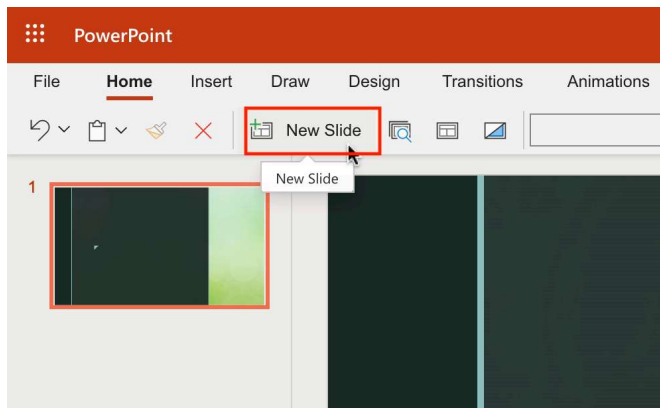 PowerPoint
File Home Insert Draw Design Transitions Animations
New Slide
New Slide
1